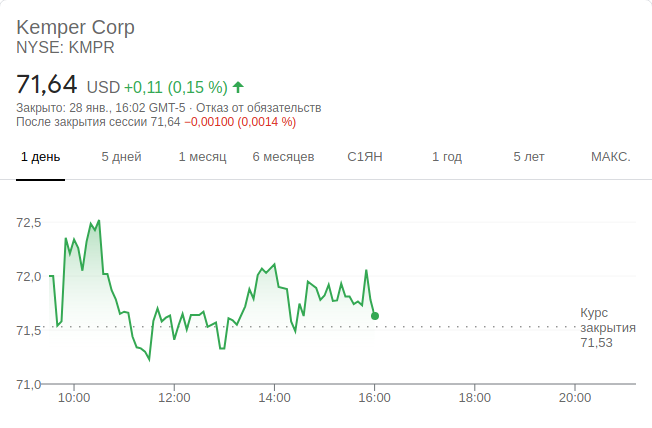 Kemper Corp
NYSE: KMPR
71,64 USD +0,11 (0,15 %)
Закрыто: 28 янв., 16:02 GMT-5 · Отказ от обязательств
После закрытия сессии 71,64 −0,00100 (0,0014 %)
1 день 5 дней 1 месяц 6 месяцев С1ЯН 1 год 5 лет МАКС.
72,5
72,0
71,5
71,0
Курс
закрытия
71,53
10:00 12:00 14:00 16:00 18:00 20:00